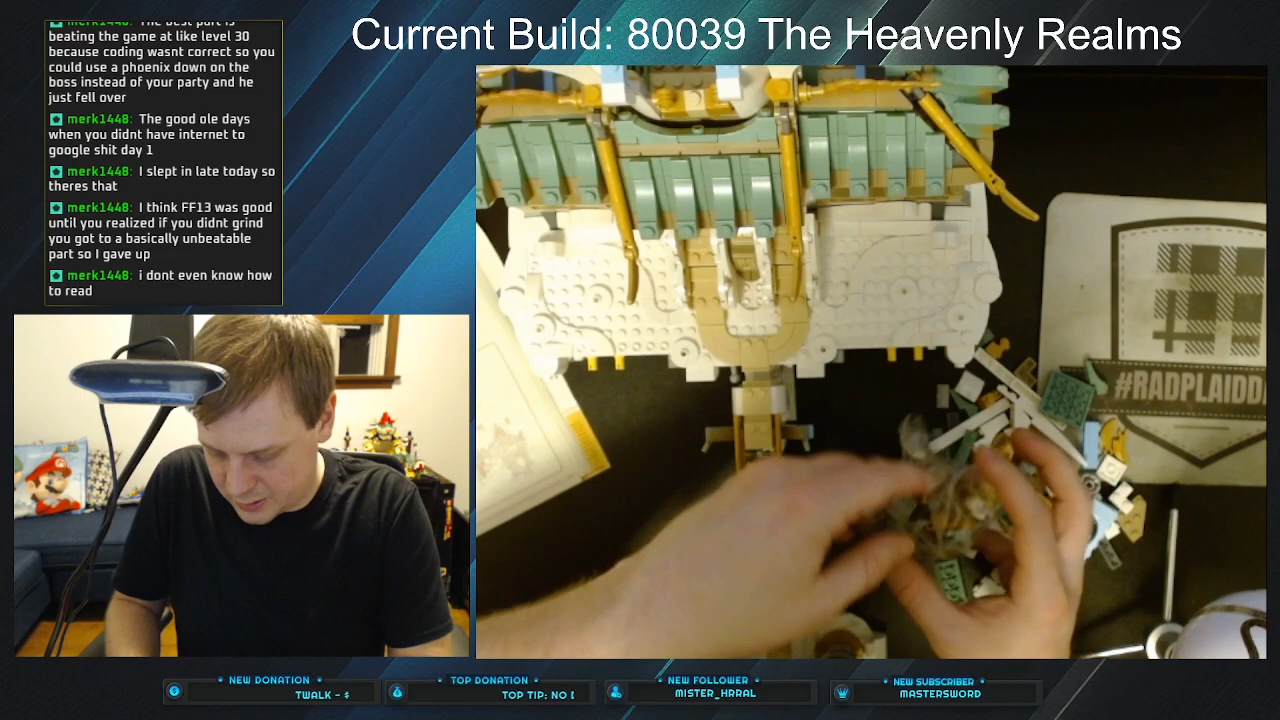 Current Build: 80039 The Heavenly Realms
merk1448: The best part is
beating the game at like level 30
because coding wasnt correct so you
could use a phoenix down on the
boss instead of your party and he
just fell over
merk1448: The good ole days
when you didnt have internet to
google shit day 1
merk1448: I slept in late today so
theres that
merk1448: I think FF13 was good
until you realized if you didnt grind
you got to a basically unbeatable
part so I gave up
merk1448: i dont even know how
to read
#RADPLAIDD
NEW DONATION
TWALK - $
TOP DONATION
TOP TIP: NO
NEW FOLLOWER
MISTER_HRRAL
NEW SUBSCRIBER
MASTERSWORD